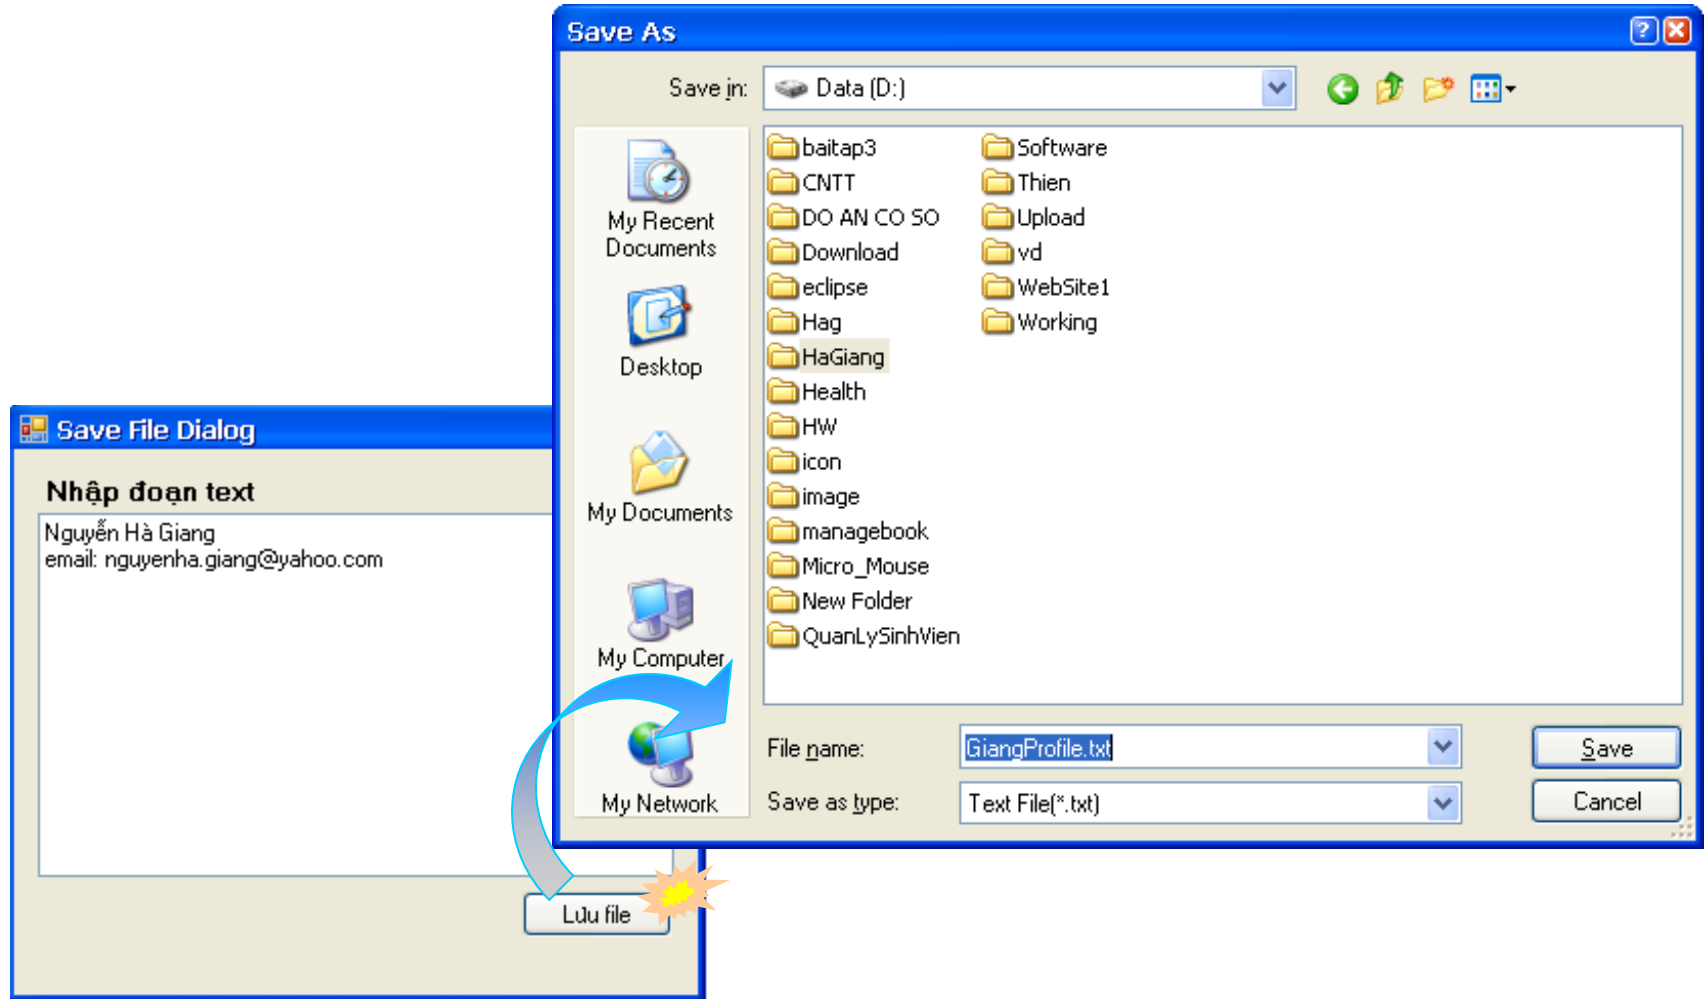 Save As
Save in:
Data (D:)
My Recent
Documents
Desktop
My Documents
My Computer
My Network
baitap3
CNTT
DO AN CO SO
Download
eclipse
Hag
HaGiang
Health
HW
icon
image
managebook
Micro_Mouse
New Folder
QuanLySinhVien
Software
Thien
Upload
vd
WebSite1
Working
File name:
GiangProfile.txt
Save
Save as type:
Text File(*.txt)
Cancel
Save File Dialog
Nhập đoạn text
Nguyễn Hà Giang
email: nguyenha.giang@yahoo.com
Lưu file